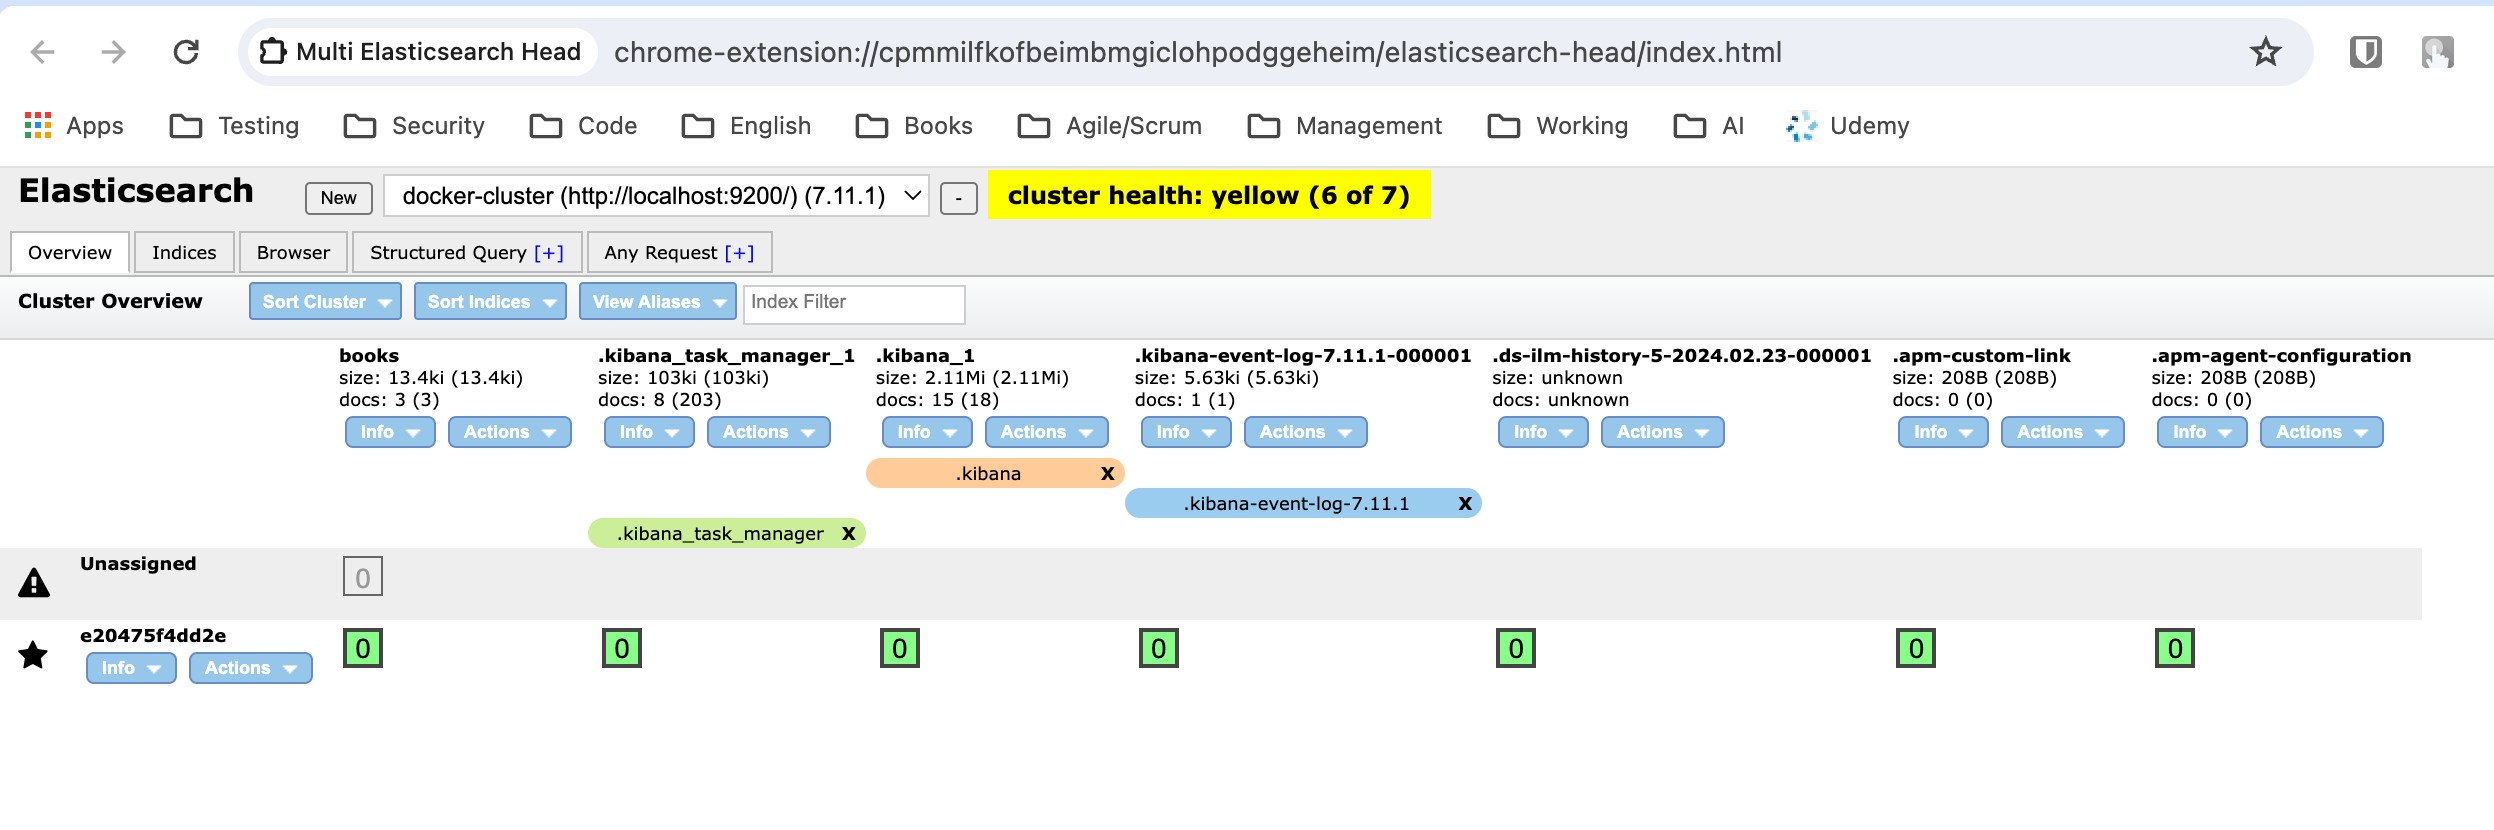 Multi Elasticsearch Head chrome-extension://cpmmilfkofbeimbmgiclohpodggeheim/elasticsearch-head/index.html
Apps Testing Security Code English Books Agile/Scrum Management Working AI Udemy
Elasticsearch New docker-cluster (http://localhost:9200/) (7.11.1) - cluster health: yellow (6 of 7)
Overview Indices Browser Structured Query [+] Any Request [+]
Cluster Overview Sort Cluster Sort Indices View Aliases Index Filter
books .kibana_task_manager_1 .kibana_1 .kibana-event-log-7.11.1-000001 .ds-ilm-history-5-2024.02.23-000001 .apm-custom-link .apm-agent-configuration
size: 13.4ki (13.4ki) size: 103ki (103ki) size: 2.11Mi (2.11Mi) size: 5.63ki (5.63ki) size: unknown size: 208B (208B) size: 208B (208B)
docs: 3 (3) docs: 8 (203) docs: 15 (18) docs: 1 (1) docs: unknown docs: 0 (0) docs: 0 (0)
Info Actions Info Actions Info Actions Info Actions Info Actions Info Actions Info Actions
.kibana X
.kibana-event-log-7.11.1 X
.kibana_task_manager X
Unassigned 0
e20475f4dd2e 0 0 0 0 0 0 0
Info Actions